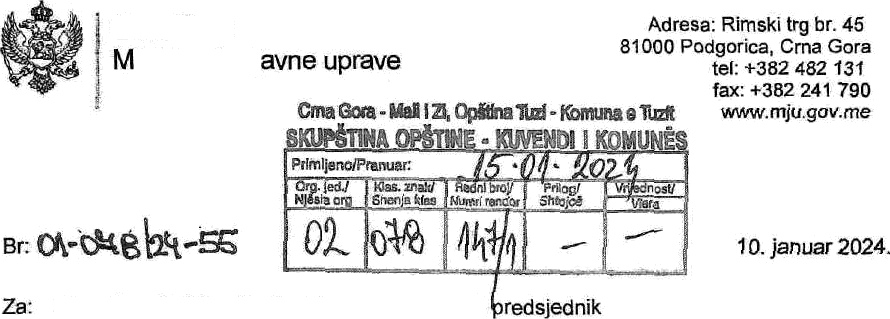 Adresa: Rimski trg br. 45
81000 Podgorica, Crna Gora
tel: +382 482 131
fax: +382 241 790
www.mju.gov.me
M avne uprave
Crna Gora - Mali i Zi, Opština Tuzi - Komuna e Tuzit
SKUPŠTINA OPŠTINE - KUVENDI I KOMUNËS
Primljeno/Pranuar: 15-01-2024
Org. jed./ Klas. znak/ Redni broj/ Prilog/ Vrijednost/
Njësia org Shenja klas Numri rendor Shtojcë Vlera
02 078 147/1 — —
Br: 01-078/24-55
10. januar 2024.
Za: predsjednik